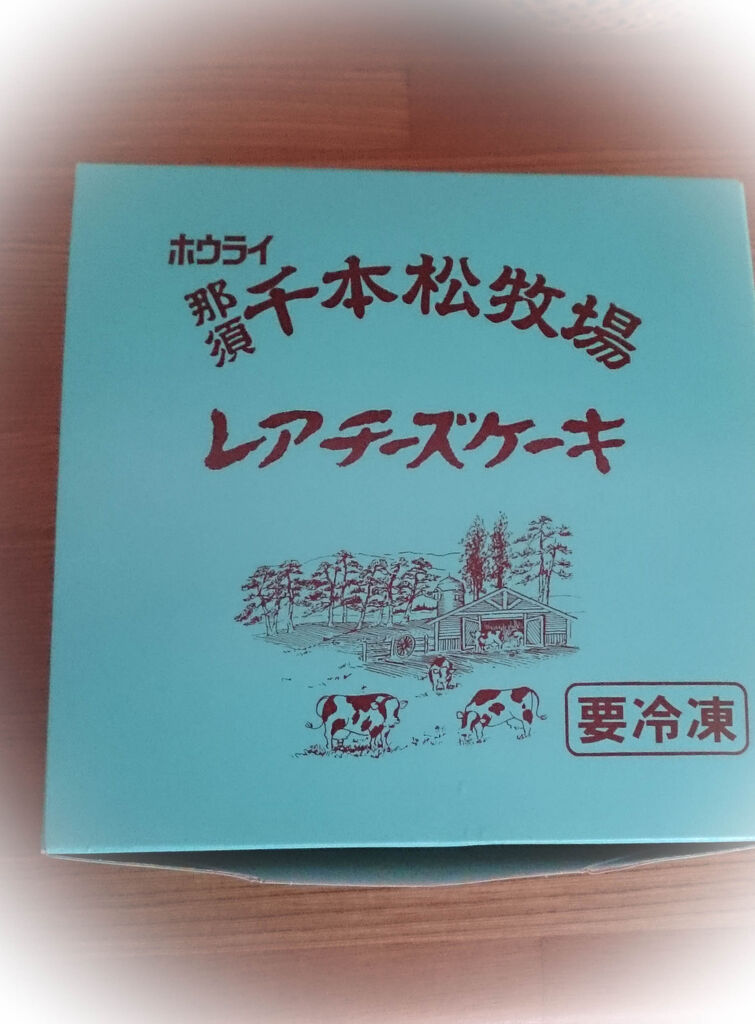 ホウライ
那須千本松牧場
レアチーズケーキ
要冷凍